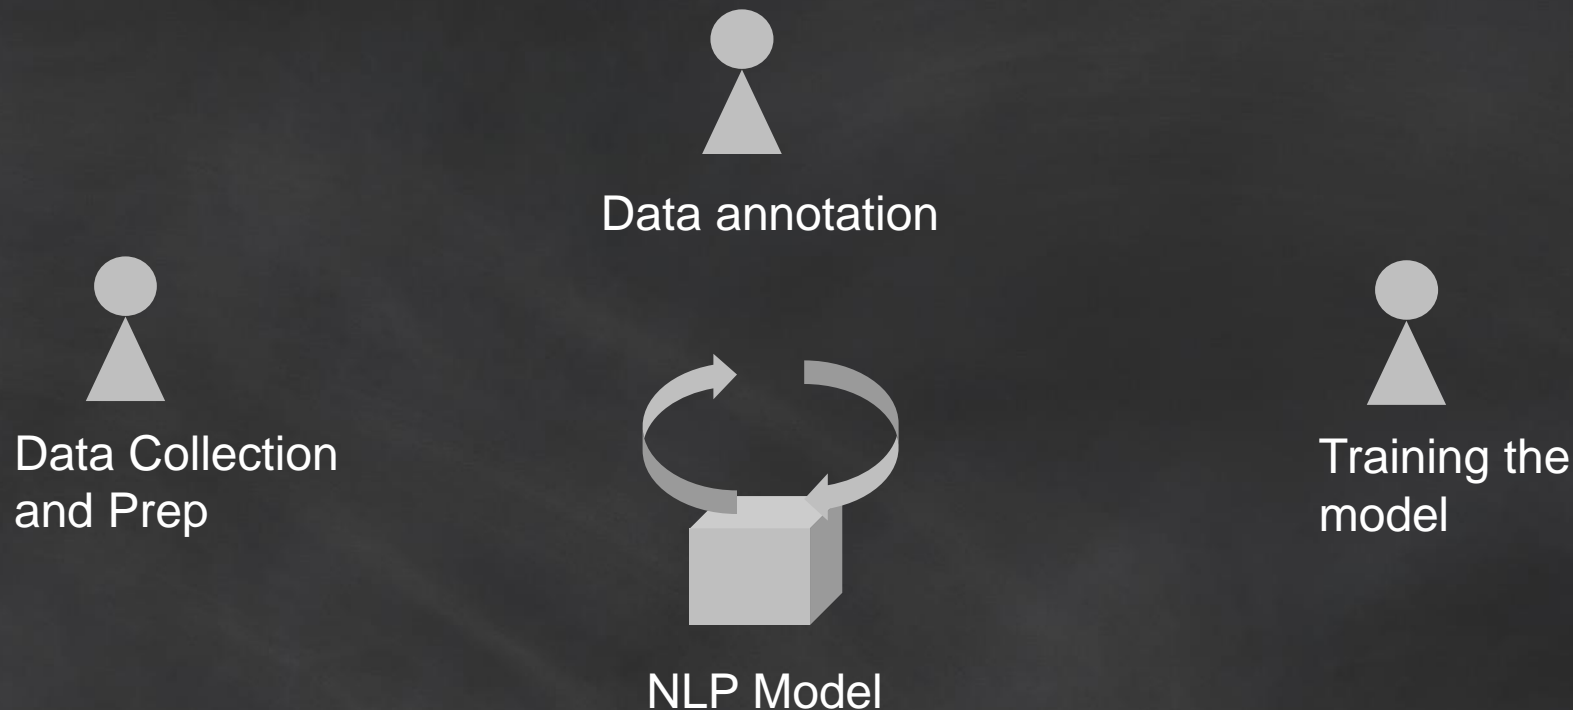 Data annotation
Data Collection
and Prep
Training the
model
NLP Model